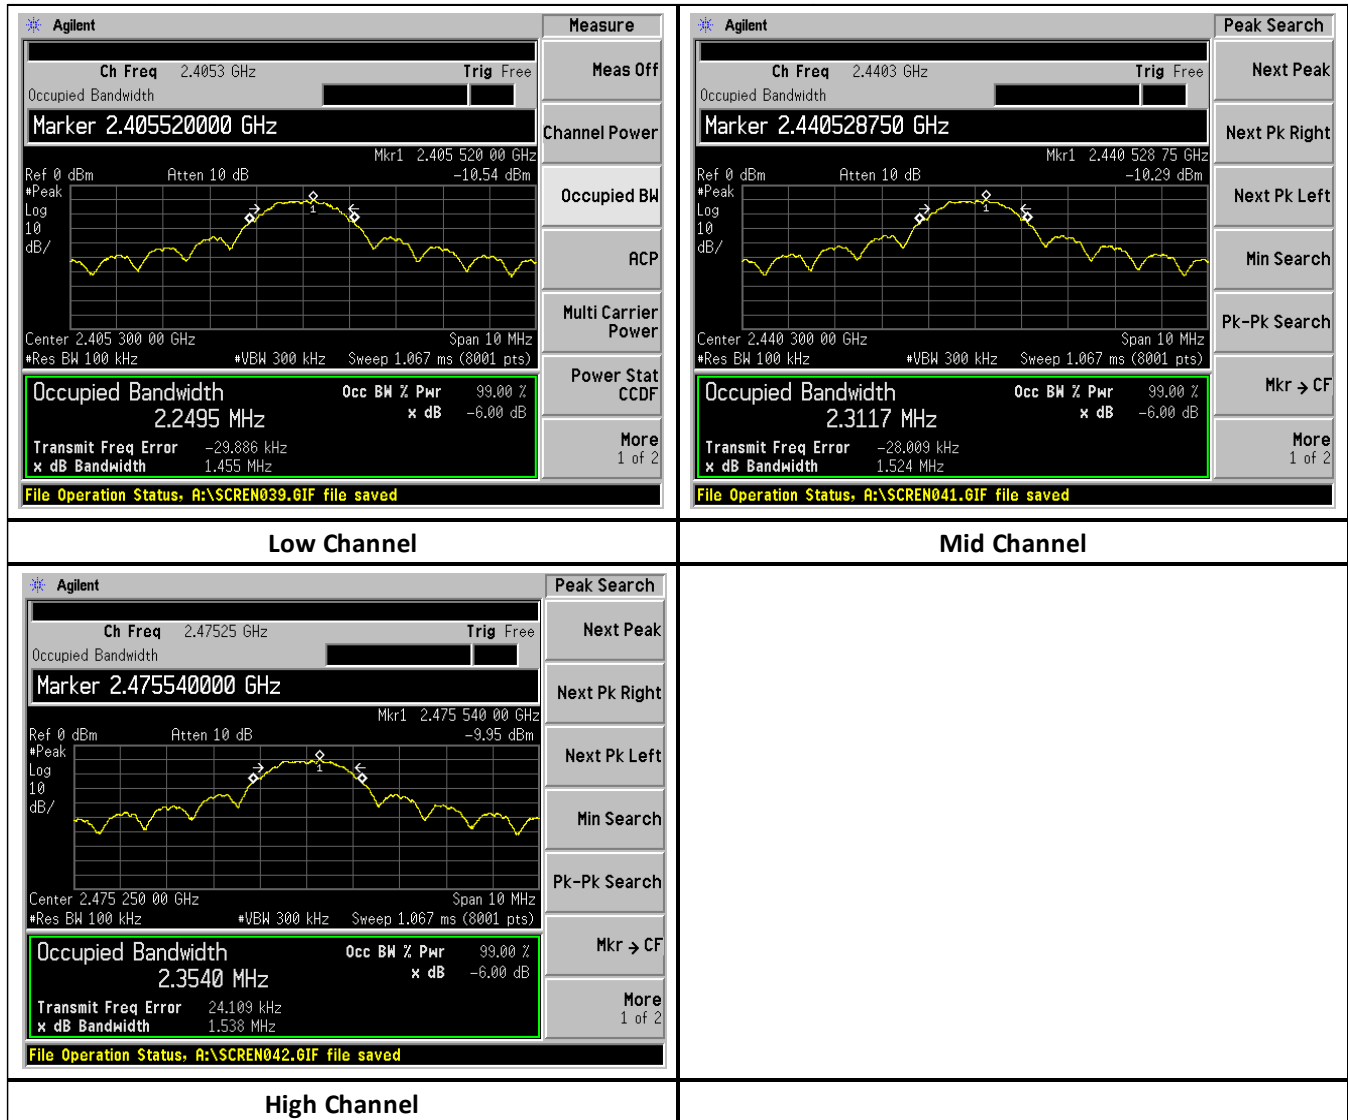 Agilent
Measure
Ch Freq 2.4053 GHz Trig Free
Occupied Bandwidth
Marker 2.405520000 GHz
Mkr1 2.405 520 00 GHz
Ref 0 dBm Atten 10 dB -10.54 dBm
#Peak
Log
10
dB/
1
Center 2.405 300 00 GHz Span 10 MHz
#Res BW 100 kHz #VBW 300 kHz Sweep 1.067 ms (8001 pts)
Occupied Bandwidth Occ BW % Pwr 99.00 %
2.2495 MHz x dB -6.00 dB
Transmit Freq Error -29.886 kHz
x dB Bandwidth 1.455 MHz
File Operation Status, A:\SCREN039.GIF file saved
Meas Off
Channel Power
Occupied BW
ACP
Multi Carrier
Power
Power Stat
CCDF
More
1 of 2
Low Channel
Agilent
Peak Search
Ch Freq 2.4403 GHz Trig Free
Occupied Bandwidth
Marker 2.440528750 GHz
Mkr1 2.440 528 75 GHz
Ref 0 dBm Atten 10 dB -10.29 dBm
#Peak
Log
10
dB/
1
Center 2.440 300 00 GHz Span 10 MHz
#Res BW 100 kHz #VBW 300 kHz Sweep 1.067 ms (8001 pts)
Occupied Bandwidth Occ BW % Pwr 99.00 %
2.3117 MHz x dB -6.00 dB
Transmit Freq Error -28.009 kHz
x dB Bandwidth 1.524 MHz
File Operation Status, A:\SCREN041.GIF file saved
Next Peak
Next Pk Right
Next Pk Left
Min Search
Pk-Pk Search
Mkr → CF
More
1 of 2
Mid Channel
Agilent
Peak Search
Ch Freq 2.47525 GHz Trig Free
Occupied Bandwidth
Marker 2.475540000 GHz
Mkr1 2.475 540 00 GHz
Ref 0 dBm Atten 10 dB -9.95 dBm
#Peak
Log
10
dB/
1
Center 2.475 250 00 GHz Span 10 MHz
#Res BW 100 kHz #VBW 300 kHz Sweep 1.067 ms (8001 pts)
Occupied Bandwidth Occ BW % Pwr 99.00 %
2.3540 MHz x dB -6.00 dB
Transmit Freq Error 24.109 kHz
x dB Bandwidth 1.538 MHz
File Operation Status, A:\SCREN042.GIF file saved
Next Peak
Next Pk Right
Next Pk Left
Min Search
Pk-Pk Search
Mkr → CF
More
1 of 2
High Channel